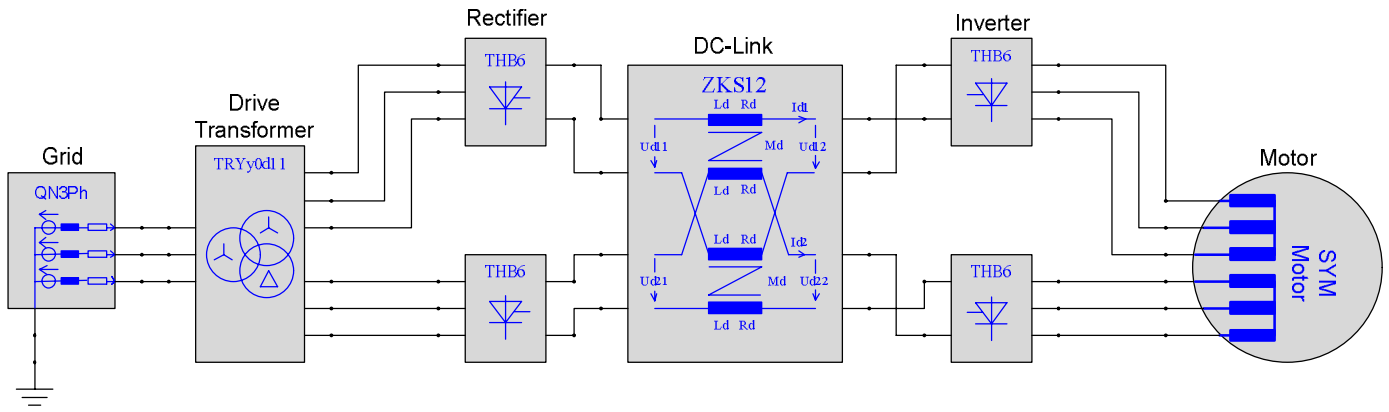 Grid
QN3Ph
Drive
Transformer
TRYy0d11
Rectifier
THB6
THB6
DC-Link
ZKS12
Ld Rd
Id1
Ud11
Md
Ud12
Ld Rd
Ld Rd
Id2
Ud21
Md
Ud22
Ld Rd
Inverter
THB6
THB6
Motor
SYM
Motor